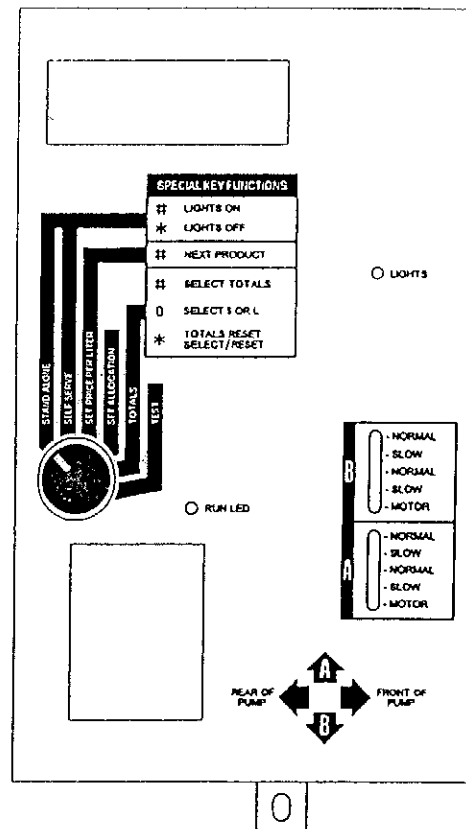 SPECIAL KEY FUNCTIONS
# LIGHTS ON
* LIGHTS OFF
# NEXT PRODUCT
# SELECT TOTALS
0 SELECT $ OR L
* TOTALS RESET
SELECT/RESET
LIGHTS
STAND ALONE
SELF SERVE
SET PRICE PER LITER
SET ALLOCATION
TOTALS
TEST
RUN LED
B
- NORMAL
- SLOW
- NORMAL
- SLOW
- MOTOR
A
- NORMAL
- SLOW
- NORMAL
- SLOW
- MOTOR
A
REAR OF
PUMP
FRONT OF
PUMP
B